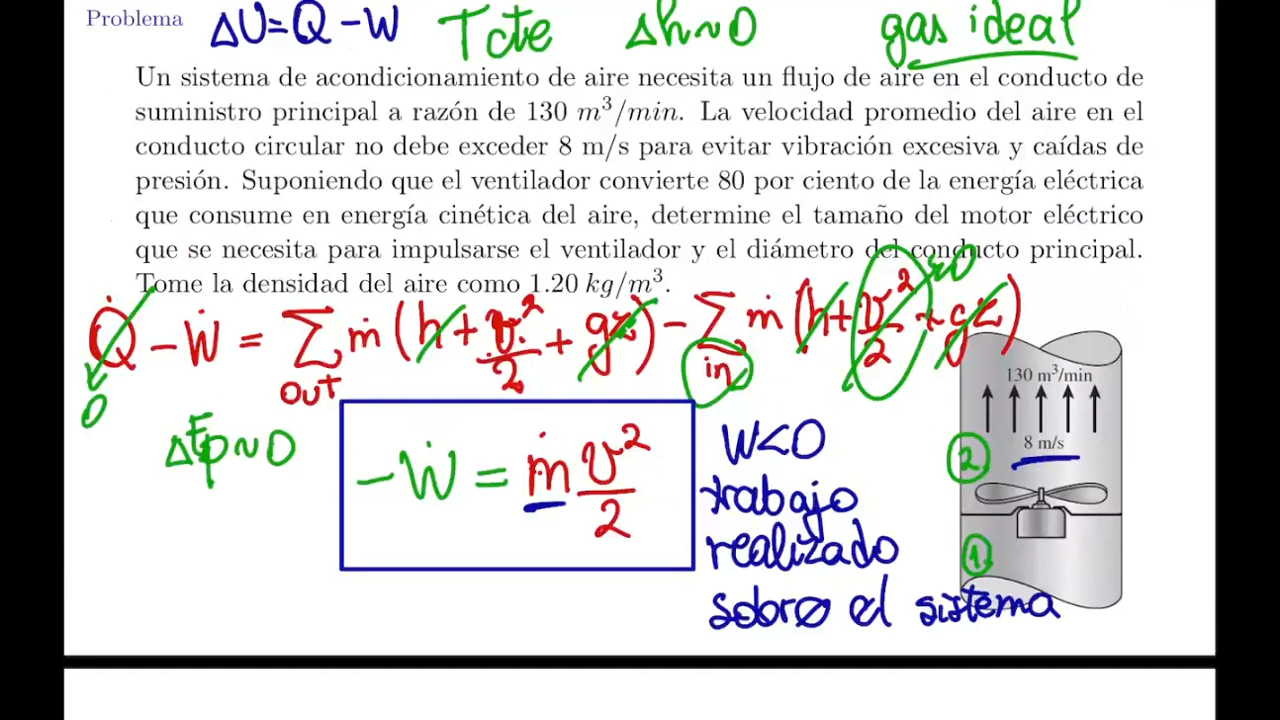 Problema
ΔU=Q-W Tcte Δh~0 gas ideal
Un sistema de acondicionamiento de aire necesita un flujo de aire en el conducto de
suministro principal a razón de 130 m³/min. La velocidad promedio del aire en el
conducto circular no debe exceder 8 m/s para evitar vibración excesiva y caídas de
presión. Suponiendo que el ventilador convierte 80 por ciento de la energía eléctrica
que consume en energía cinética del aire, determine el tamaño del motor eléctrico
que se necesita para impulsarse el ventilador y el diámetro del conducto principal.
Tome la densidad del aire como 1.20 kg/m³.
≈0
Q̇ - Ẇ = Σ ṁ (h + v²/2 + gz) - Σ ṁ (h + v²/2 + gz)
out in
0
130 m³/min
8 m/s
ΔEp~0
-Ẇ = ṁ v²/2
W<0
trabajo
realizado
sobre el sistema
2
1